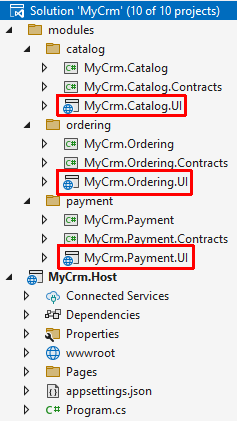 Solution 'MyCrm' (10 of 10 projects)
modules
catalog
C# MyCrm.Catalog
C# MyCrm.Catalog.Contracts
MyCrm.Catalog.UI
ordering
C# MyCrm.Ordering
C# MyCrm.Ordering.Contracts
MyCrm.Ordering.UI
payment
C# MyCrm.Payment
C# MyCrm.Payment.Contracts
MyCrm.Payment.UI
MyCrm.Host
Connected Services
Dependencies
Properties
wwwroot
Pages
appsettings.json
C# Program.cs